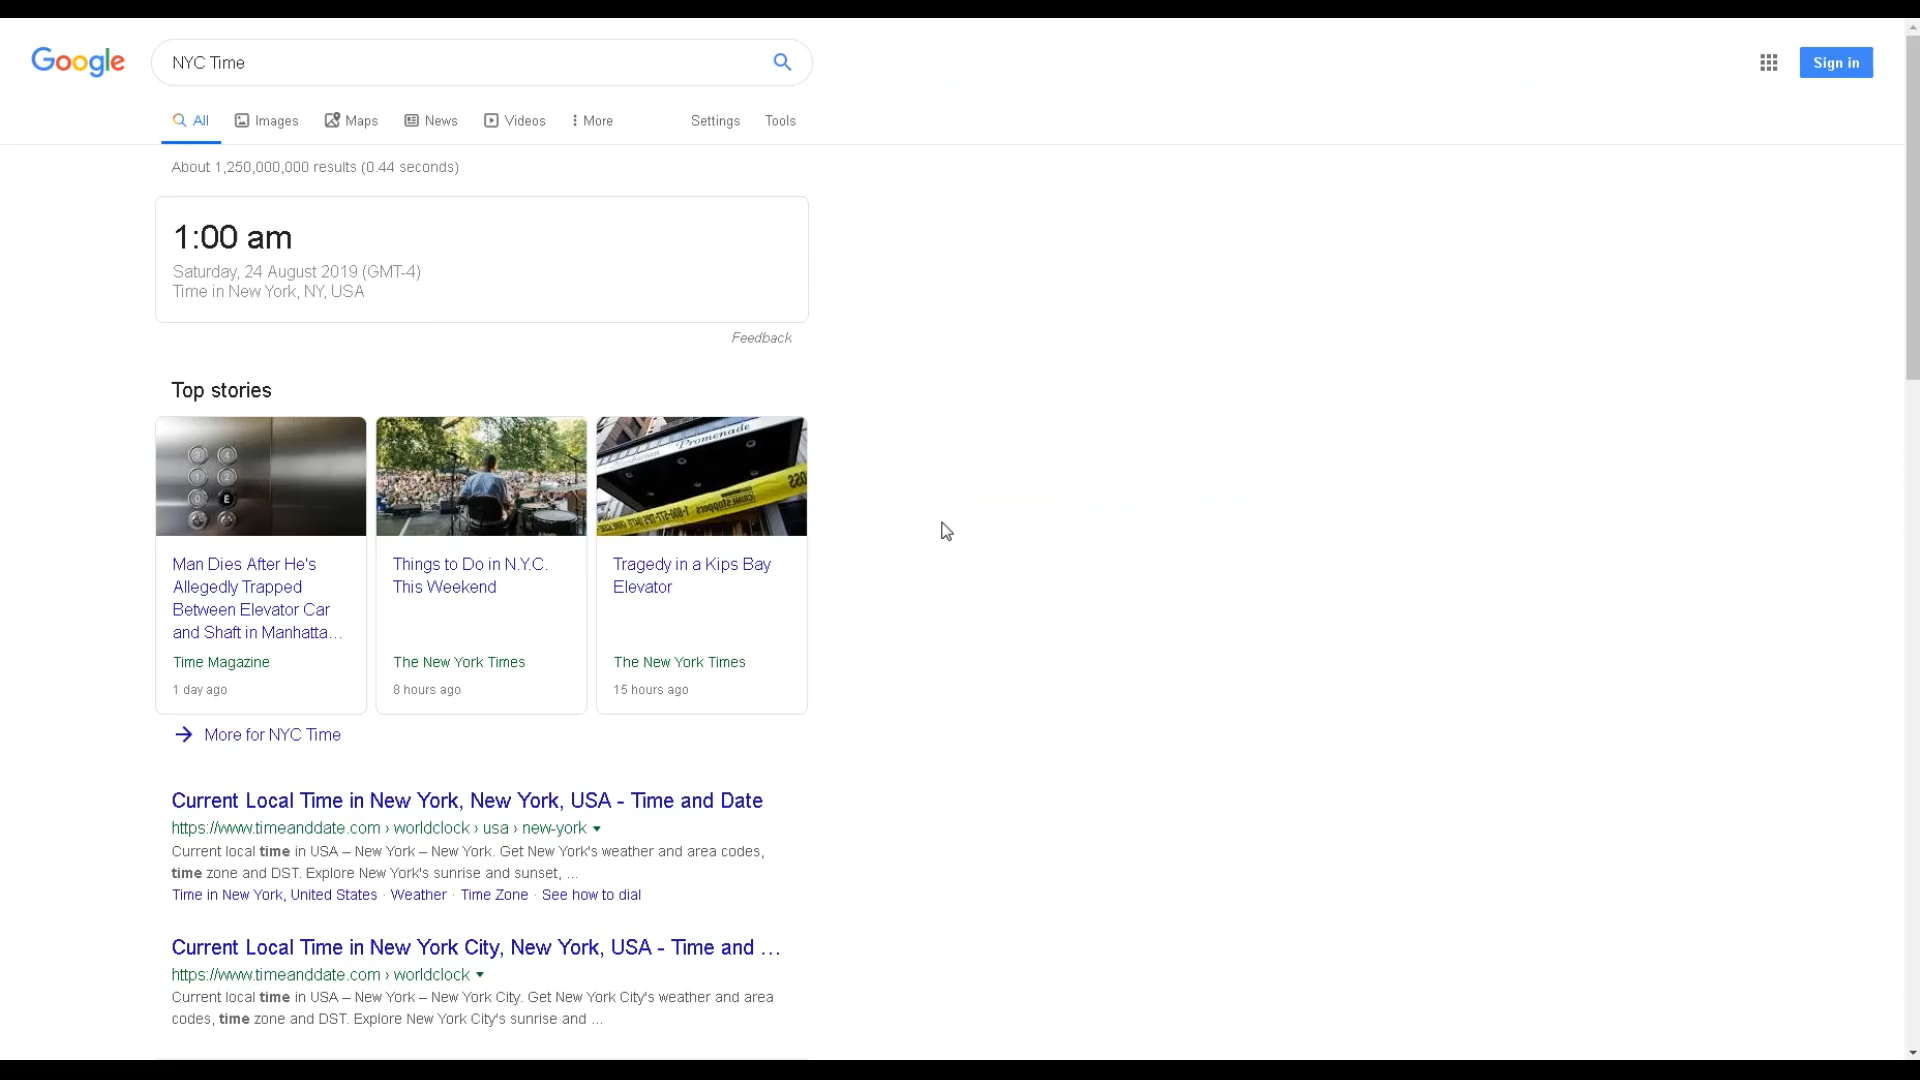 Google
NYC Time
Sign in
All
Images
Maps
News
Videos
More
Settings
Tools
About 1,250,000,000 results (0.44 seconds)
1:00 am
Saturday, 24 August 2019 (GMT-4)
Time in New York, NY, USA
Feedback
Top stories
Promenade
Man Dies After He's
Allegedly Trapped
Between Elevator Car
and Shaft in Manhatta...
Time Magazine
1 day ago
Things to Do in N.Y.C.
This Weekend
The New York Times
8 hours ago
Tragedy in a Kips Bay
Elevator
The New York Times
15 hours ago
More for NYC Time
Current Local Time in New York, New York, USA - Time and Date
https://www.timeanddate.com › worldclock › usa › new-york
Current local time in USA – New York – New York. Get New York's weather and area codes,
time zone and DST. Explore New York's sunrise and sunset, ...
Time in New York, United States · Weather · Time Zone · See how to dial
Current Local Time in New York City, New York, USA - Time and ...
https://www.timeanddate.com › worldclock
Current local time in USA – New York – New York City. Get New York City's weather and area
codes, time zone and DST. Explore New York City's sunrise and ...